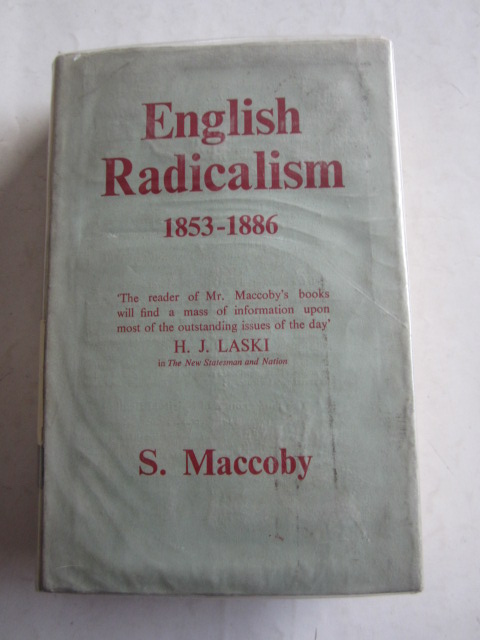 English
Radicalism
1853-1886
'The reader of Mr. Maccoby's books
will find a mass of information upon
most of the outstanding issues of the day'
H. J. LASKI
in The New Statesman and Nation
S. Maccoby